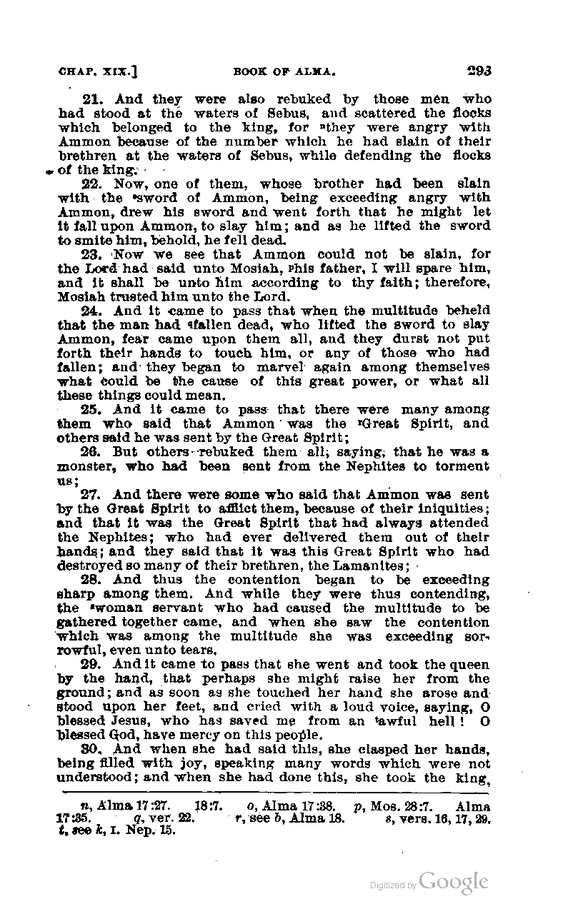 CHAP. XIX.] BOOK OF ALMA. 293
21. And they were also rebuked by those men who
had stood at the waters of Sebus, and scattered the flocks
which belonged to the king, for ⁿthey were angry with
Ammon because of the number which he had slain of their
brethren at the waters of Sebus, while defending the flocks
of the king.
22. Now, one of them, whose brother had been slain
with the ᵒsword of Ammon, being exceeding angry with
Ammon, drew his sword and went forth that he might let
it fall upon Ammon, to slay him; and as he lifted the sword
to smite him, behold, he fell dead.
23. Now we see that Ammon could not be slain, for
the Lord had said unto Mosiah, ᵖhis father, I will spare him,
and it shall be unto him according to thy faith; therefore,
Mosiah trusted him unto the Lord.
24. And it came to pass that when the multitude beheld
that the man had qfallen dead, who lifted the sword to slay
Ammon, fear came upon them all, and they durst not put
forth their hands to touch him, or any of those who had
fallen; and they began to marvel again among themselves
what could be the cause of this great power, or what all
these things could mean.
25. And it came to pass that there were many among
them who said that Ammon was the ʳGreat Spirit, and
others said he was sent by the Great Spirit;
26. But others rebuked them all, saying, that he was a
monster, who had been sent from the Nephites to torment
us;
27. And there were some who said that Ammon was sent
by the Great Spirit to afflict them, because of their iniquities;
and that it was the Great Spirit that had always attended
the Nephites; who had ever delivered them out of their
hands; and they said that it was this Great Spirit who had
destroyed so many of their brethren, the Lamanites;
28. And thus the contention began to be exceeding
sharp among them. And while they were thus contending,
the ˢwoman servant who had caused the multitude to be
gathered together came, and when she saw the contention
which was among the multitude she was exceeding sor-
rowful, even unto tears.
29. And it came to pass that she went and took the queen
by the hand, that perhaps she might raise her from the
ground; and as soon as she touched her hand she arose and
stood upon her feet, and cried with a loud voice, saying, O
blessed Jesus, who has saved me from an ᵗawful hell! O
blessed God, have mercy on this people.
30. And when she had said this, she clasped her hands,
being filled with joy, speaking many words which were not
understood; and when she had done this, she took the king,
n, Alma 17:27. 18:7. o, Alma 17:38. p, Mos. 28:7. Alma
17:35. q, ver. 22. r, see b, Alma 18. s, vers. 16, 17, 29.
t, see k, I. Nep. 15.
Digitized by Google